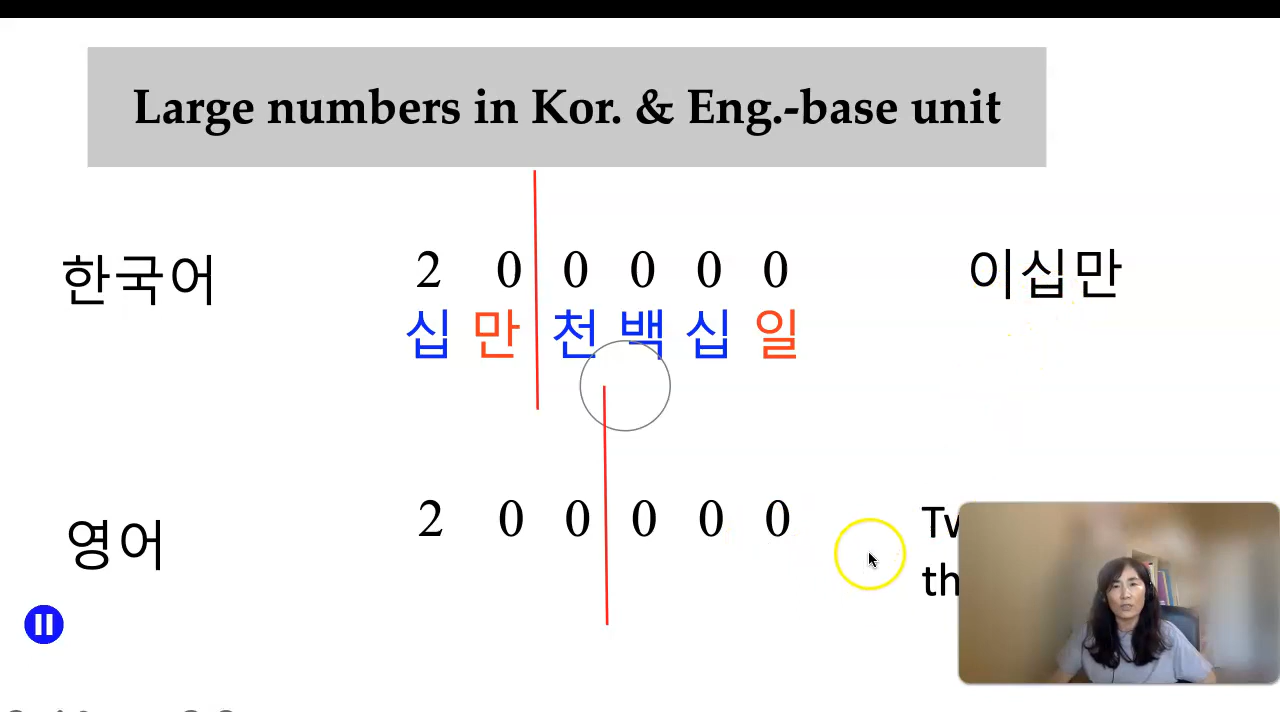 Large numbers in Kor. & Eng.-base unit
한국어
2 0 0 0 0 0
이십만
십 만 천 백 십 일
영어
2 0 0 0 0 0